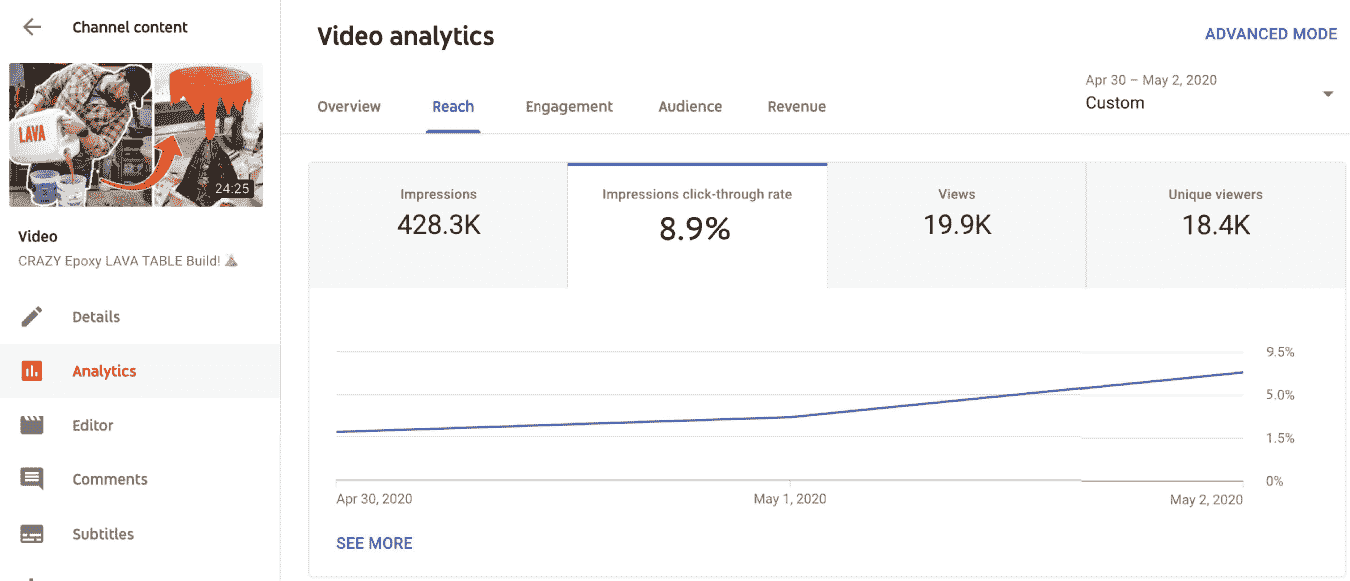 Channel content
LAVA
24:25
Video
CRAZY Epoxy LAVA TABLE Build! 🌋
Details
Analytics
Editor
Comments
Subtitles
Video analytics
ADVANCED MODE
Overview
Reach
Engagement
Audience
Revenue
Apr 30 – May 2, 2020
Custom
Impressions
428.3K
Impressions click-through rate
8.9%
Views
19.9K
Unique viewers
18.4K
9.5%
5.0%
1.5%
0%
Apr 30, 2020
May 1, 2020
May 2, 2020
SEE MORE